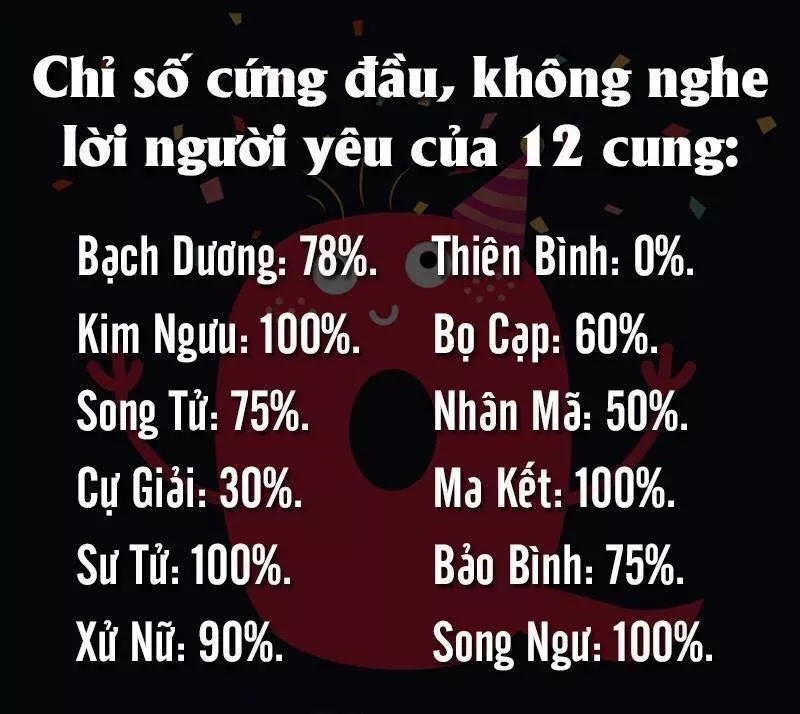 Chỉ số cứng đầu, không nghe
lời người yêu của 12 cung:
Bạch Dương: 78%.
Kim Ngưu: 100%.
Song Tử: 75%.
Cự Giải: 30%.
Sư Tử: 100%.
Xử Nữ: 90%.
Thiên Bình: 0%.
Bọ Cạp: 60%.
Nhân Mã: 50%.
Ma Kết: 100%.
Bảo Bình: 75%.
Song Ngư: 100%.